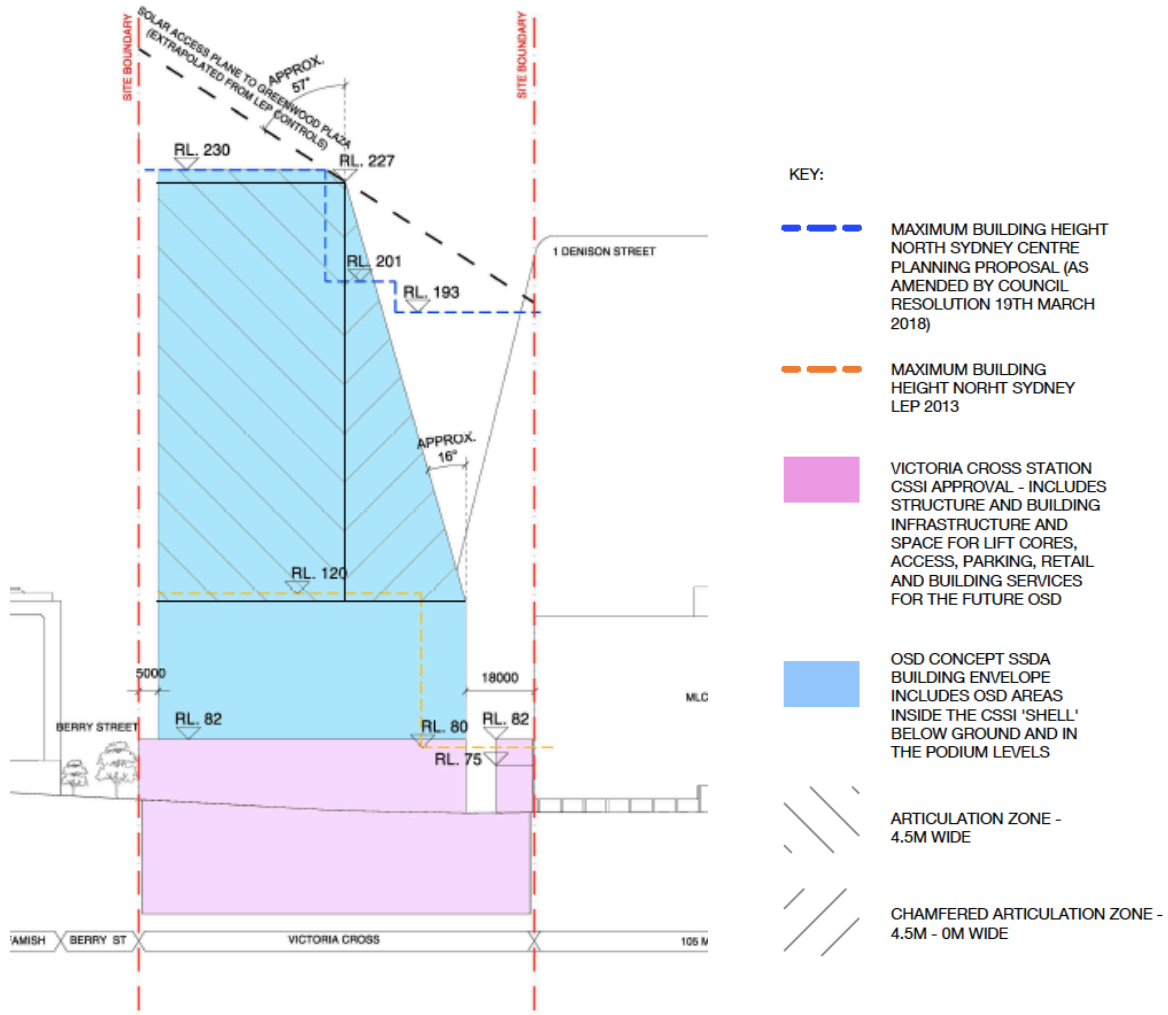 SOLAR ACCESS PLANE TO GREENWOOD PLAZA
(EXTRAPOLATED FROM LEP CONTROLS)
SITE BOUNDARY
SITE BOUNDARY
APPROX.
57°
RL. 230
RL. 227
RL. 201
RL. 193
1 DENISON STREET
APPROX.
16°
RL. 120
5000
18000
MLC
BERRY STREET
RL. 82
RL. 80
RL. 82
RL. 75
AMISH
BERRY ST
VICTORIA CROSS
105 M
KEY:
MAXIMUM BUILDING HEIGHT
NORTH SYDNEY CENTRE
PLANNING PROPOSAL (AS
AMENDED BY COUNCIL
RESOLUTION 19TH MARCH
2018)
MAXIMUM BUILDING
HEIGHT NORHT SYDNEY
LEP 2013
VICTORIA CROSS STATION
CSSI APPROVAL - INCLUDES
STRUCTURE AND BUILDING
INFRASTRUCTURE AND
SPACE FOR LIFT CORES,
ACCESS, PARKING, RETAIL
AND BUILDING SERVICES
FOR THE FUTURE OSD
OSD CONCEPT SSDA
BUILDING ENVELOPE
INCLUDES OSD AREAS
INSIDE THE CSSI 'SHELL'
BELOW GROUND AND IN
THE PODIUM LEVELS
ARTICULATION ZONE -
4.5M WIDE
CHAMFERED ARTICULATION ZONE -
4.5M - 0M WIDE